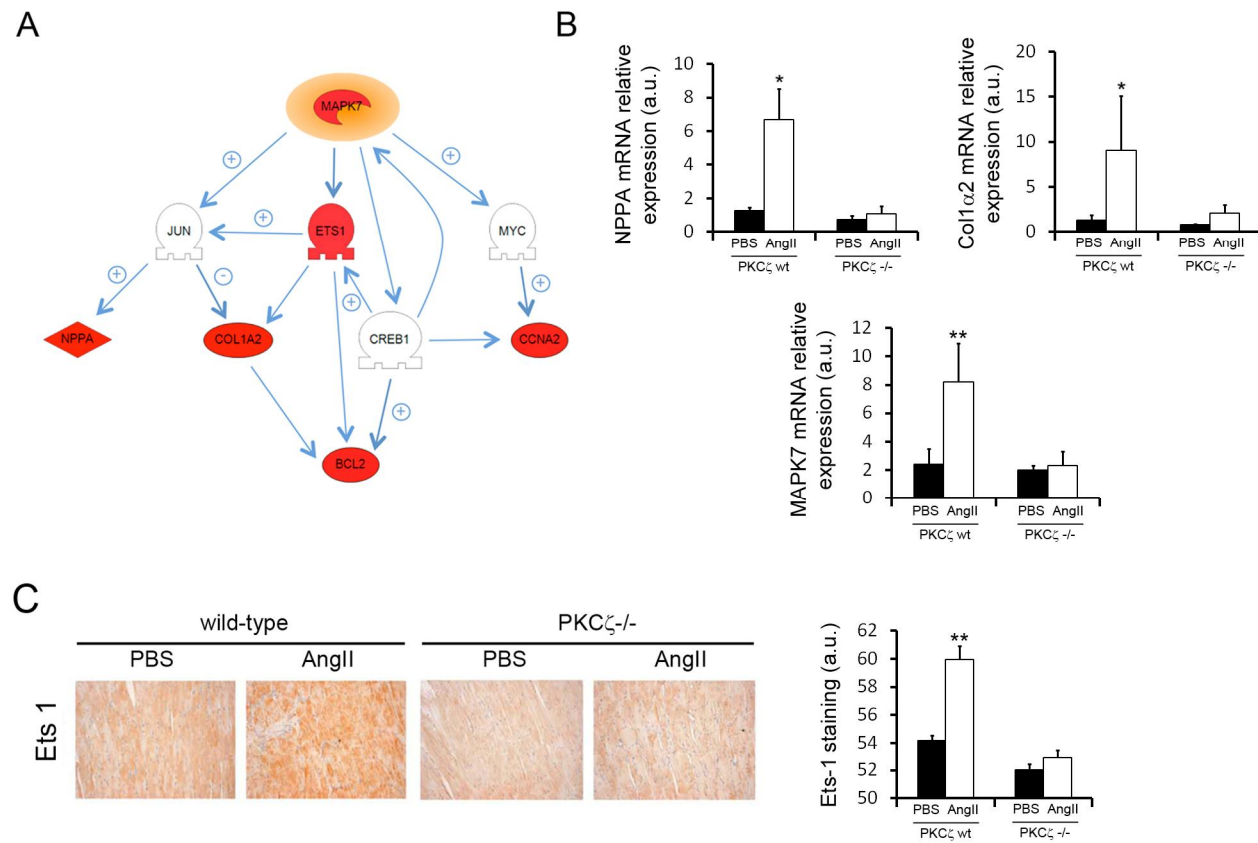 A
MAPK7
+
+
JUN
+
ETS1
MYC
+
-
+
+
NPPA
COL1A2
CREB1
CCNA2
+
BCL2
B
NPPA mRNA relative
expression (a.u.)
10
8
6
4
2
0
*
PBS AngII PBS AngII
PKCζ wt PKCζ -/-
Col1α2 mRNA relative
expression (a.u.)
20
15
10
5
0
*
PBS AngII PBS AngII
PKCζ wt PKCζ -/-
MAPK7 mRNA relative
expression (a.u.)
12
10
8
6
4
2
0
**
PBS AngII PBS AngII
PKCζ wt PKCζ -/-
C
wild-type PKCζ-/-
PBS AngII PBS AngII
Ets 1
Ets-1 staining (a.u.)
62
60
58
56
54
52
50
**
PBS AngII PBS AngII
PKCζ wt PKCζ -/-